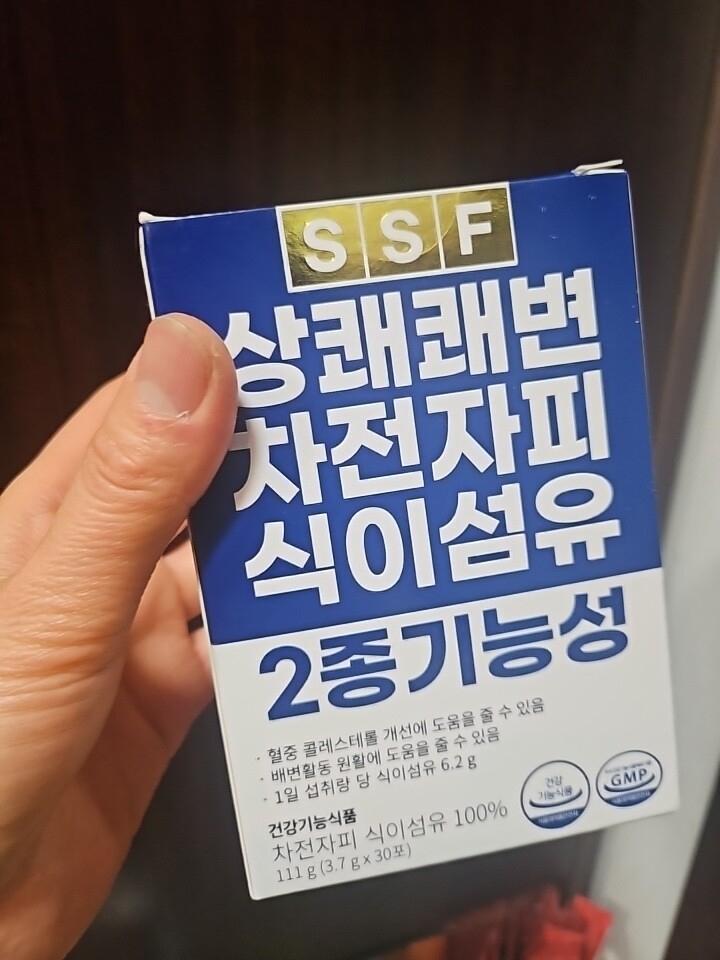 SSF
상쾌쾌변
차전자피
식이섬유
2종기능성
· 혈중 콜레스테롤 개선에 도움을 줄 수 있음
· 배변활동 원활에 도움을 줄 수 있음
· 1일 섭취량 당 식이섬유 6.2 g
건강기능식품
차전자피 식이섬유 100%
111 g (3.7 g x 30포)
건강
기능식품
GMP